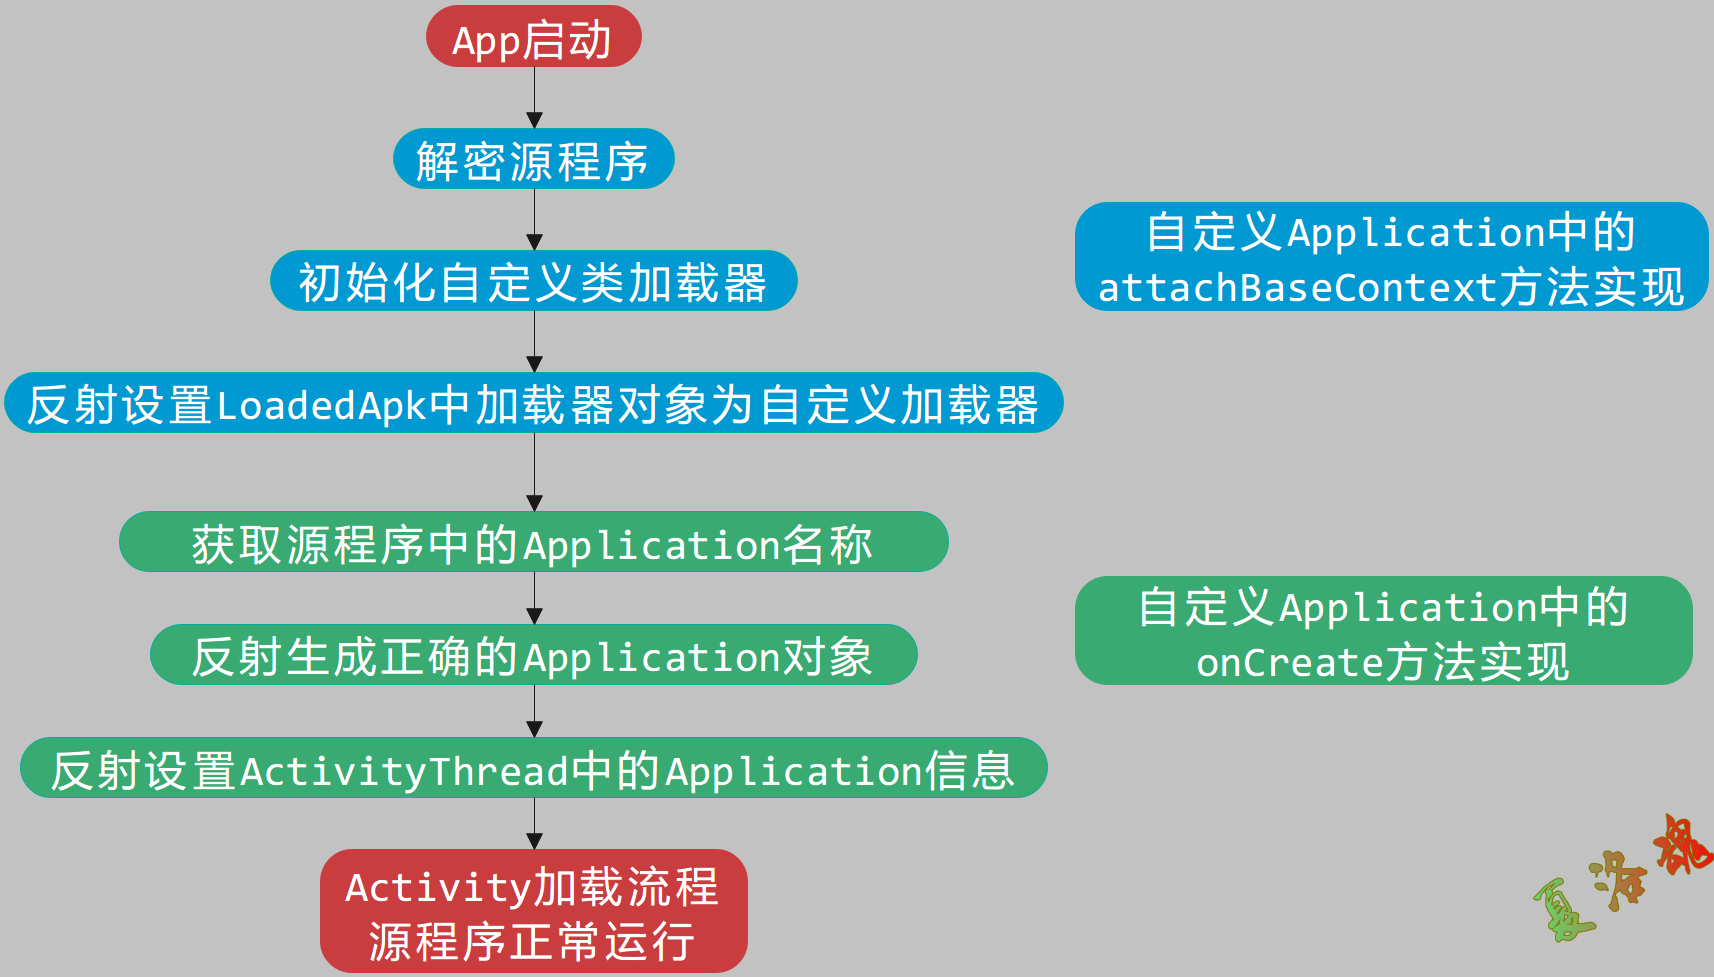 App启动
解密源程序
初始化自定义类加载器
反射设置LoadedApk中加载器对象为自定义加载器
获取源程序中的Application名称
反射生成正确的Application对象
反射设置ActivityThread中的Application信息
Activity加载流程
源程序正常运行
自定义Application中的
attachBaseContext方法实现
自定义Application中的
onCreate方法实现
夏洛魂